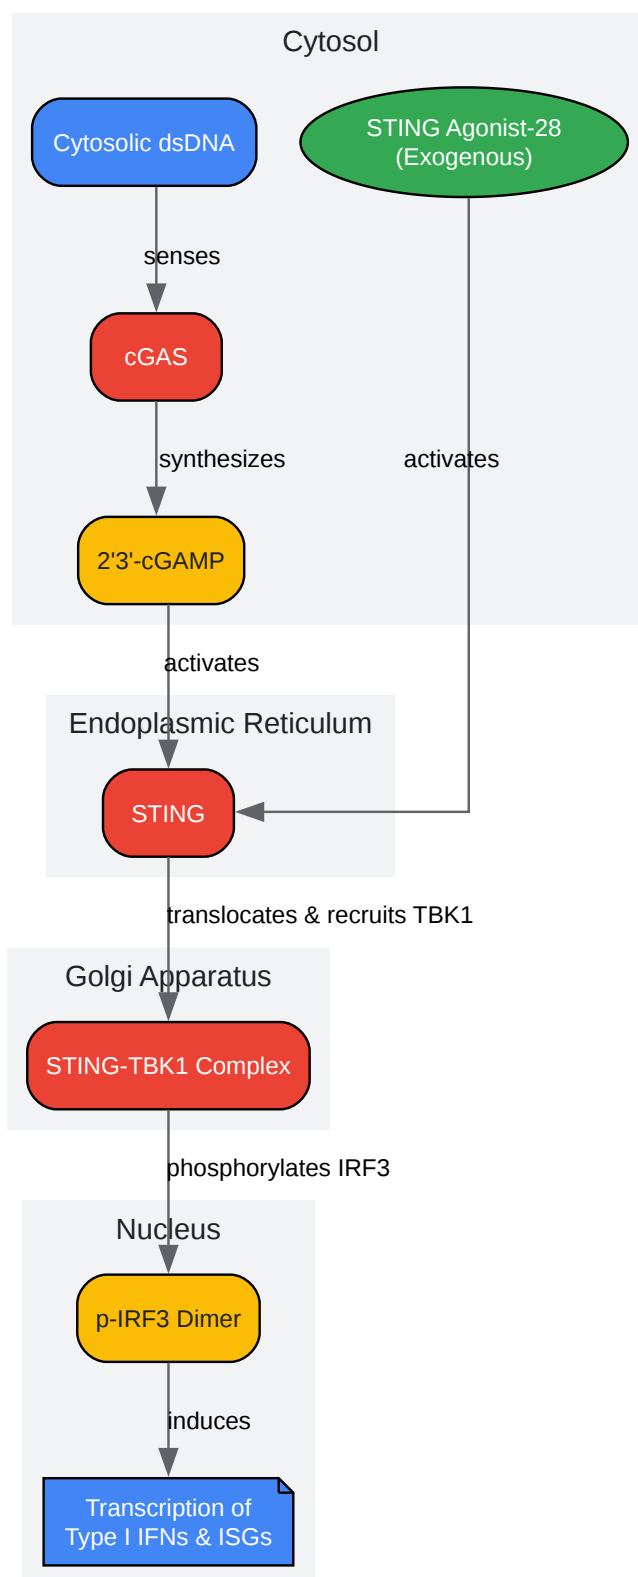 Cytosol
Cytosolic dsDNA
STING Agonist-28
(Exogenous)
senses
cGAS
synthesizes
activates
2'3'-cGAMP
activates
Endoplasmic Reticulum
STING
translocates & recruits TBK1
Golgi Apparatus
STING-TBK1 Complex
phosphorylates IRF3
Nucleus
p-IRF3 Dimer
induces
Transcription of
Type I IFNs & ISGs